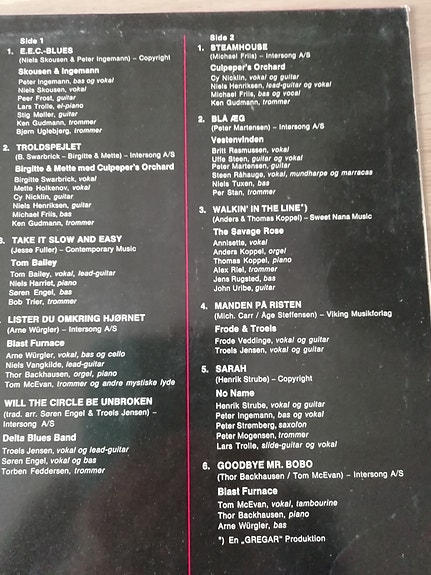 Side 1
1. E.E.C.-BLUES
(Niels Skousen & Peter Ingemann) – Copyright
Skousen & Ingemann
Peter Ingemann, bas og vokal
Niels Skousen, vokal
Peer Frost, guitar
Lars Trolle, el-piano
Stig Møller, guitar
Ken Gudmann, trommer
Bjørn Uglebjerg, trommer
2. TROLDSPEJLET
(B. Swarbrick – Birgitte & Mette) – Intersong A/S
Birgitte & Mette med Culpeper's Orchard
Birgitte Swarbrick, vokal
Mette Holkenov, vokal
Cy Nicklin, guitar
Niels Henriksen, guitar
Michael Friis, bas
Ken Gudmann, trommer
3. TAKE IT SLOW AND EASY
(Jesse Fuller) – Contemporary Music
Tom Bailey
Tom Bailey, vokal, lead-guitar
Niels Harriet, piano
Søren Engel, bas
Bob Trier, trommer
LISTER DU OMKRING HJØRNET
(Arne Würgler) – Intersong A/S
Blast Furnace
Arne Würgler, vokal, bas og cello
Niels Vangkilde, lead-guitar
Thor Backhausen, orgel, piano
Tom McEvan, trommer og andre mystiske lyde
WILL THE CIRCLE BE UNBROKEN
(trad. arr. Søren Engel & Troels Jensen) –
Intersong A/S
Delta Blues Band
Troels Jensen, vokal og lead-guitar
Søren Engel, vokal og bas
Torben Feddersen, trommer
Side 2
1. STEAMHOUSE
(Michael Friis) – Intersong A/S
Culpeper's Orchard
Cy Nicklin, vokal og guitar
Niels Henriksen, lead-guitar og vokal
Michael Friis, bas og vocal
Ken Gudmann, trommer
2. BLÅ ÆG
(Peter Martensen) – Intersong A/S
Vestenvinden
Britt Rasmussen, vokal
Uffe Steen, guitar og vokal
Peter Martensen, guitar
Steen Råhauge, vokal, mundharpe og marracas
Niels Tuxen, bas
Per Stan, trommer
3. WALKIN' IN THE LINE*)
(Anders & Thomas Koppel) – Sweet Nana Music
The Savage Rose
Annisette, vokal
Anders Koppel, orgel
Thomas Koppel, piano
Alex Riel, trommer
Jens Rugsted, bas
John Uribe, guitar
4. MANDEN PÅ RISTEN
(Mich. Carr / Åge Steffensen) – Viking Musikforlag
Frode & Troels
Frode Veddinge, vokal og guitar
Troels Jensen, vokal og guitar
5. SARAH
(Henrik Strube) – Copyright
No Name
Henrik Strube, vokal og guitar
Peter Ingemann, bas og vokal
Peter Stremberg, saxofon
Peter Mogensen, trommer
Lars Trolle, slide-guitar og vokal
6. GOODBYE MR. BOBO
(Thor Backhausen / Tom McEvan) – Intersong A/S
Blast Furnace
Tom McEvan, vokal, tambourine
Thor Backhausen, piano
Arne Würgler, bas
*) En „GREGAR" Produktion